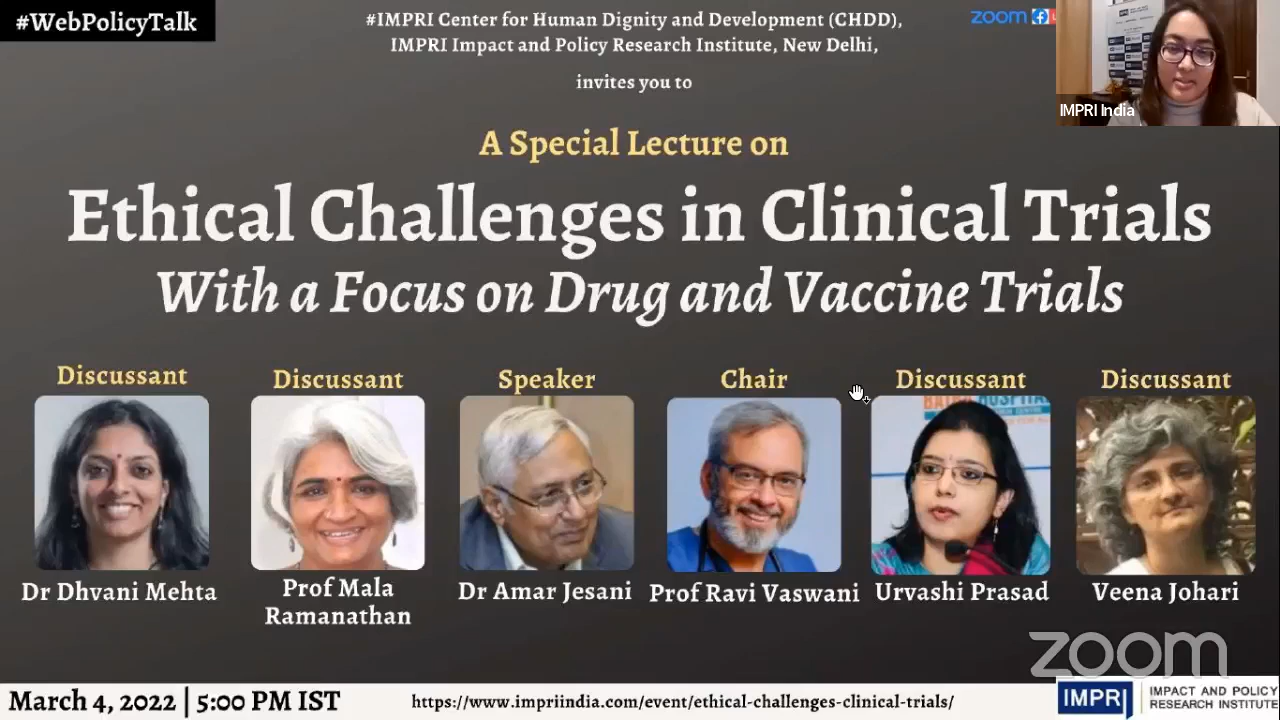 #WebPolicyTalk
#IMPRI Center for Human Dignity and Development (CHDD),
IMPRI Impact and Policy Research Institute, New Delhi,
invites you to
zoom
IMPRI India
A Special Lecture on
Ethical Challenges in Clinical Trials
With a Focus on Drug and Vaccine Trials
Discussant
Discussant
Speaker
Chair
Discussant
Discussant
Dr Dhvani Mehta
Prof Mala
Ramanathan
Dr Amar Jesani
Prof Ravi Vaswani
Urvashi Prasad
Veena Johari
zoom
March 4, 2022 | 5:00 PM IST
https://www.impriindia.com/event/ethical-challenges-clinical-trials/
IMPRI
IMPACT AND POLICY
RESEARCH INSTITUTE